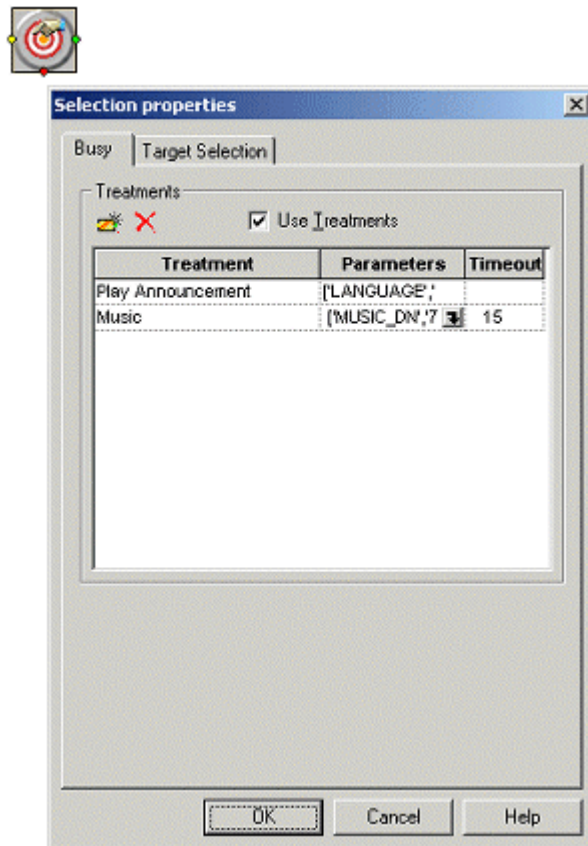 Selection properties
Busy
Target Selection
Treatments
Use Treatments
Treatment Parameters Timeout
Play Announcement ['LANGUAGE','
Music ('MUSIC_DN','7 15
OK Cancel Help